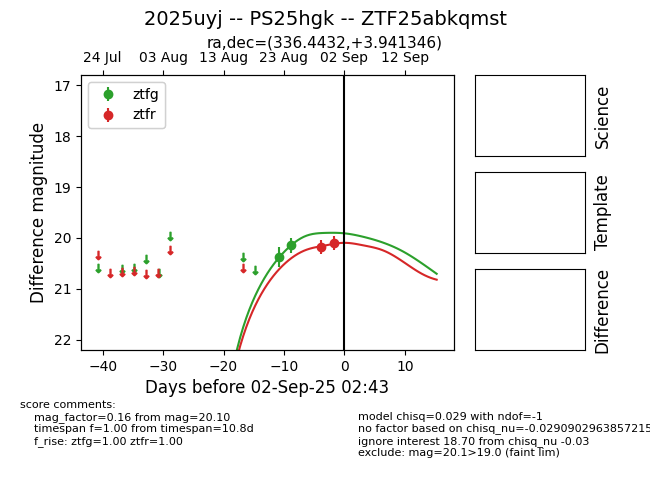 2025uyj -- PS25hgk -- ZTF25abkqmst
ra,dec=(336.4432,+3.941346)
24 Jul 03 Aug 13 Aug 23 Aug 02 Sep 12 Sep
ztfg
ztfr
17
18
19
20
21
22
Difference magnitude
−40 −30 −20 −10 0 10
Days before 02-Sep-25 02:43
Science
Template
Difference
score comments:
mag_factor=0.16 from mag=20.10
timespan f=1.00 from timespan=10.8d
f_rise: ztfg=1.00 ztfr=1.00
model chisq=0.029 with ndof=-1
no factor based on chisq_nu=-0.0290902963857215
ignore interest 18.70 from chisq_nu -0.03
exclude: mag=20.1>19.0 (faint lim)